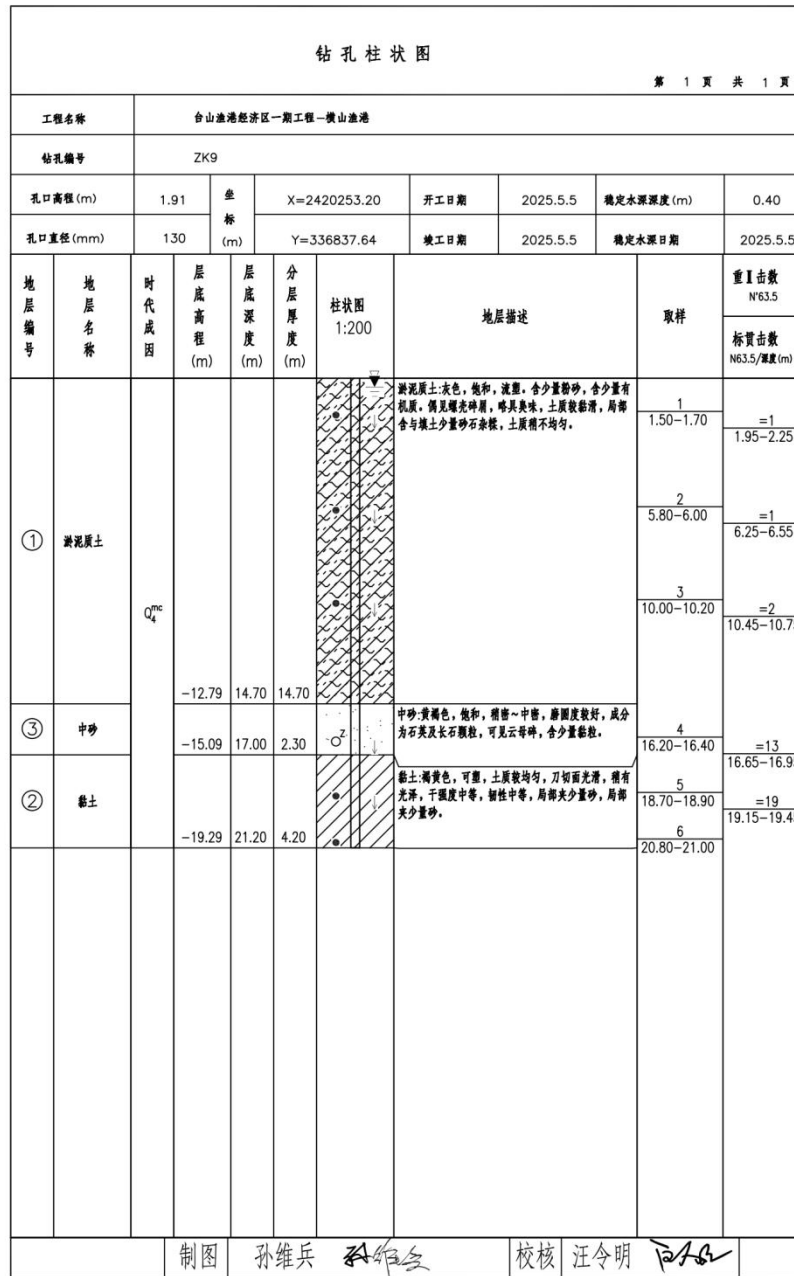 钻孔柱状图
第 1 页 共 1 页
工程名称 台山渔港经济区一期工程-横山渔港
钻孔编号 ZK9
孔口高程(m) 1.91 坐标(m) X=2420253.20 开工日期 2025.5.5 稳定水深深度(m) 0.40
孔口直径(mm) 130 Y=336837.64 竣工日期 2025.5.5 稳定水深日期 2025.5.5
地层编号 地层名称 时代成因 层底高程(m) 层底深度(m) 分层厚度(m) 柱状图 1:200 地层描述 取样 重Ⅱ击数 N'63.5
标贯击数 N63.5/深度(m)
① 淤泥质土 Q4mc -12.79 14.70 14.70
淤泥质土:灰色，饱和，流塑。含少量粉砂，含少量有
机质。偶见螺壳碎屑，略具臭味，土质较黏滑，局部
含与填土少量砂石杂糅，土质稍不均匀。
1
1.50-1.70
=1
1.95-2.25
2
5.80-6.00
=1
6.25-6.55
3
10.00-10.20
=2
10.45-10.7
③ 中砂 -15.09 17.00 2.30
中砂:黄褐色，饱和，稍密~中密，磨圆度较好，成分
为石英及长石颗粒，可见云母碎，含少量黏粒。
z
4
16.20-16.40
=13
16.65-16.9
② 黏土 -19.29 21.20 4.20
黏土:褐黄色，可塑，土质较均匀，刀切面光滑，稍有
光泽，干强度中等，韧性中等，局部夹少量砂，局部
夹少量砂。
5
18.70-18.90
=19
19.15-19.4
6
20.80-21.00
制图 孙维兵 校核 汪令明